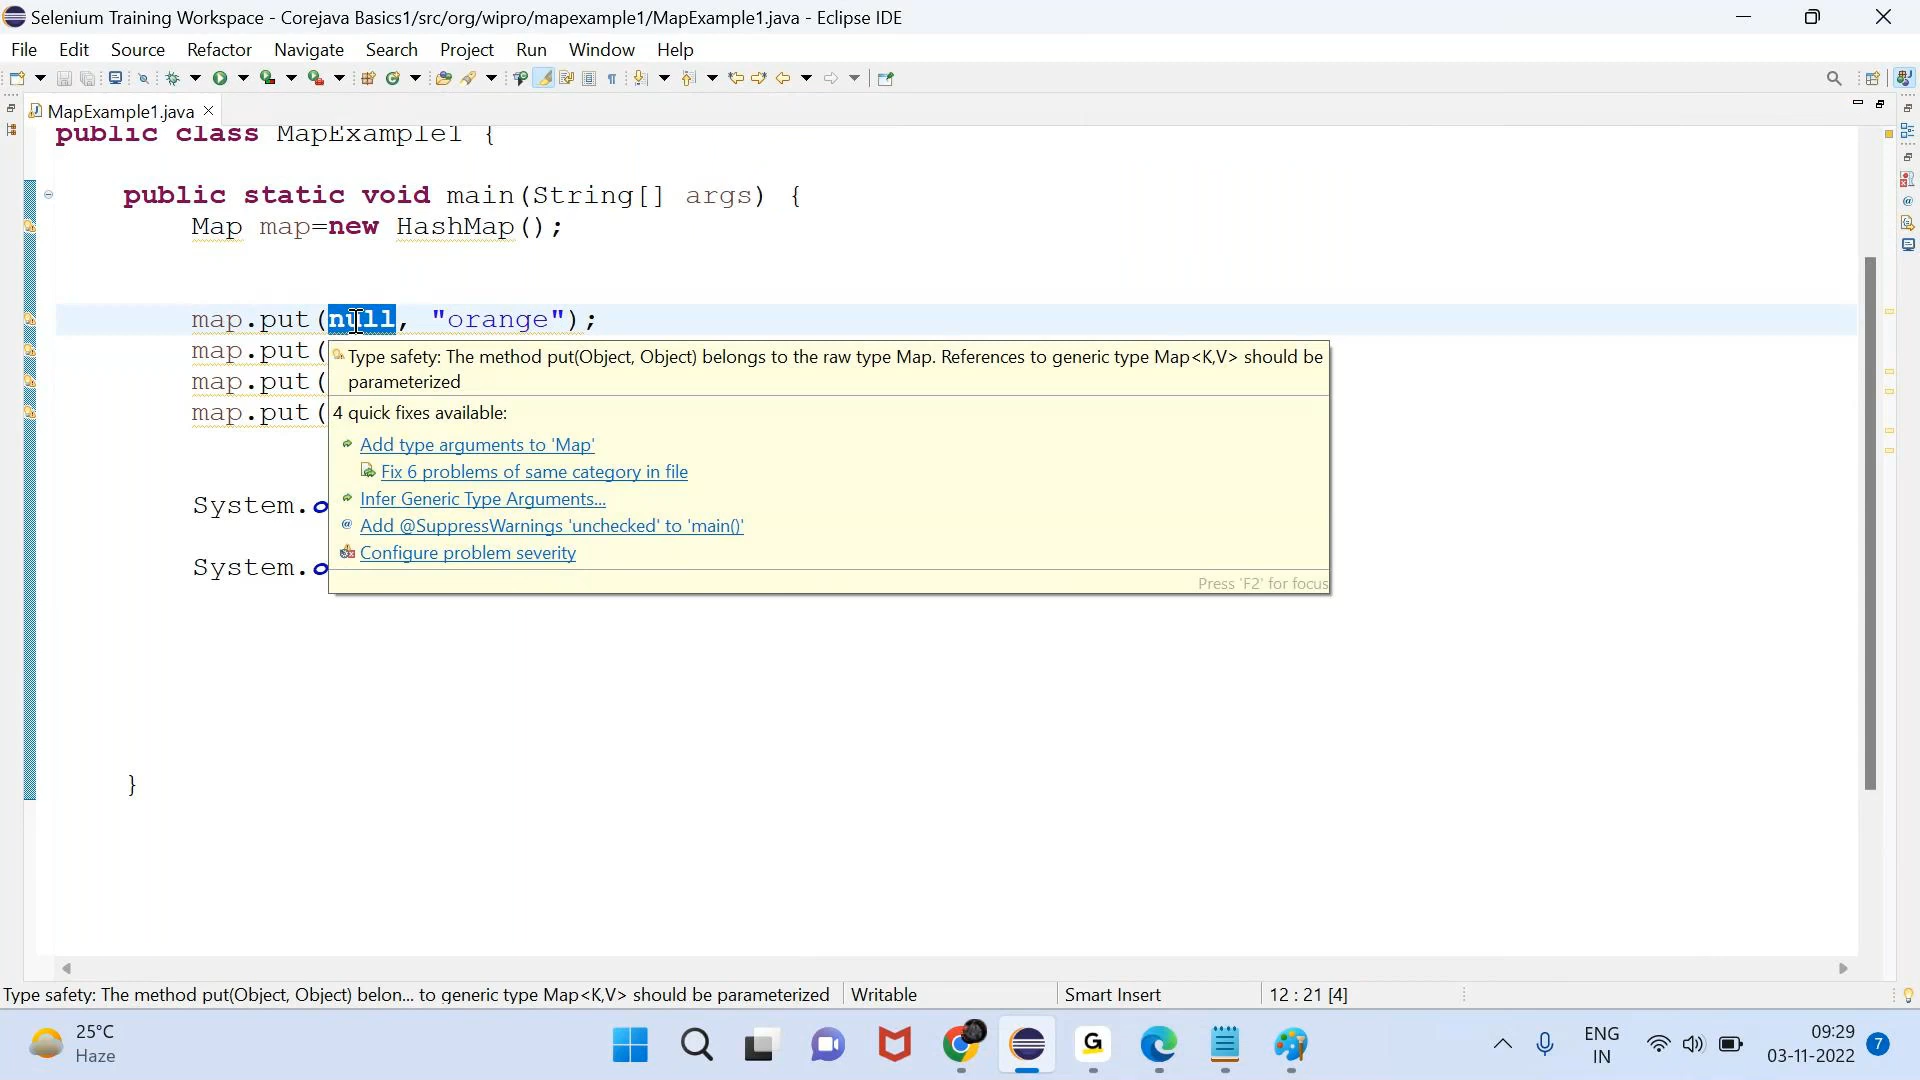 Selenium Training Workspace - Corejava Basics1/src/org/wipro/mapexample1/MapExample1.java - Eclipse IDE
File Edit Source Refactor Navigate Search Project Run Window Help
MapExample1.java
public class MapExample1 {
public static void main(String[] args) {
Map map=new HashMap();
map.put(null, "orange");
map.put(
map.put(
map.put(
Type safety: The method put(Object, Object) belongs to the raw type Map. References to generic type Map<K,V> should be
parameterized
4 quick fixes available:
Add type arguments to 'Map'
Fix 6 problems of same category in file
Infer Generic Type Arguments...
Add @SuppressWarnings 'unchecked' to 'main()'
Configure problem severity
Press 'F2' for focus
System.o
System.o
}
Type safety: The method put(Object, Object) belon... to generic type Map<K,V> should be parameterized Writable Smart Insert 12 : 21 [4]
25°C
Haze
G
ENG
IN
09:29
03-11-2022
7